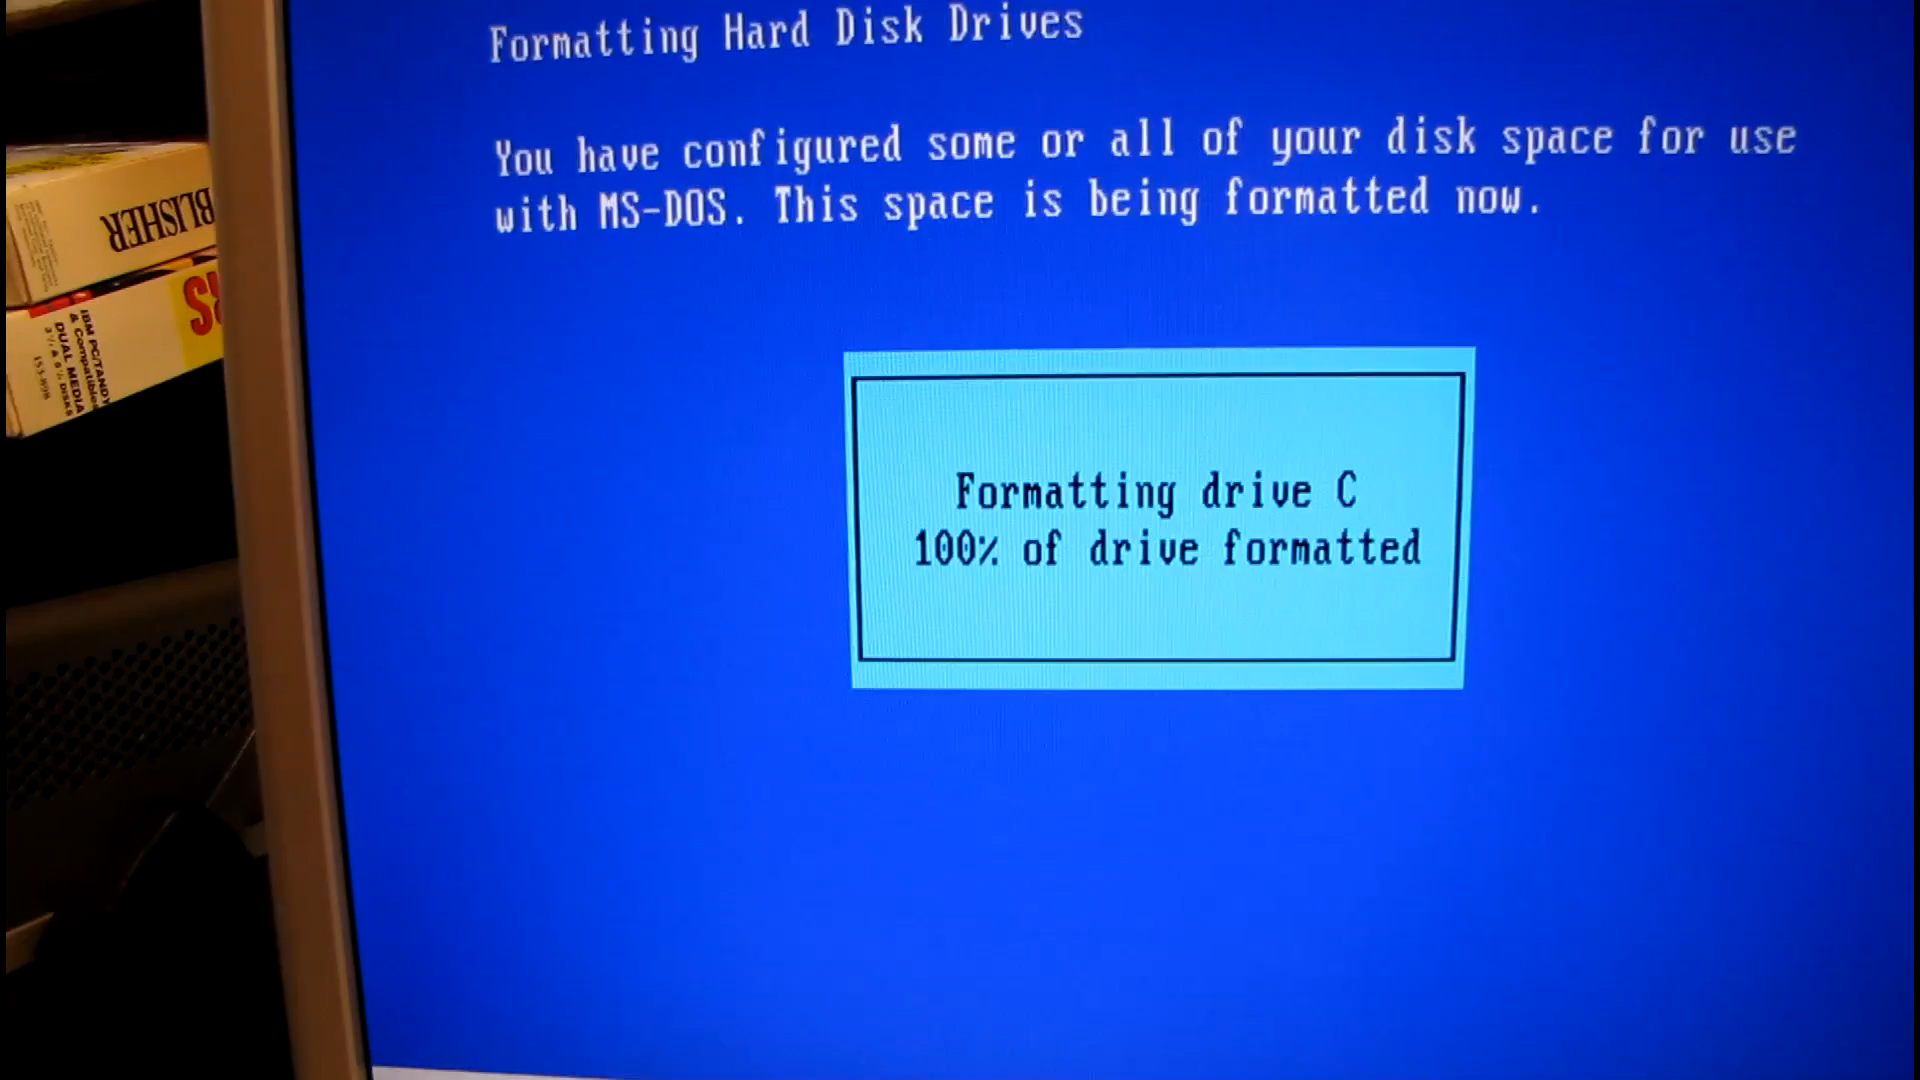 Formatting Hard Disk Drives
You have configured some or all of your disk space for use
with MS-DOS. This space is being formatted now.
Formatting drive C
100% of drive formatted
BLISHER
RS
IBM PC/TANDY
& Compatibles
DUAL MEDIA